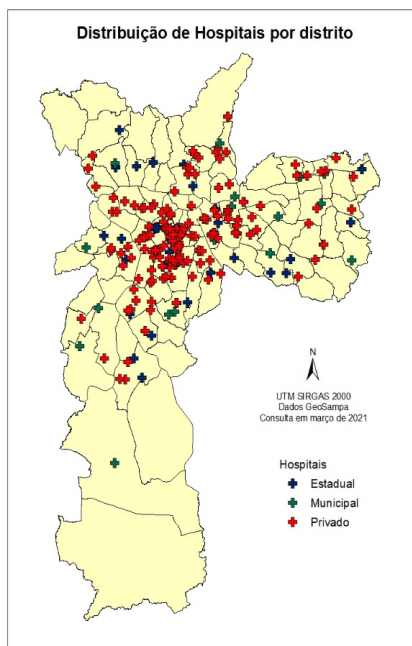 Distribuição de Hospitais por distrito
N
UTM SIRGAS 2000
Dados GeoSampa
Consulta em março de 2021
Hospitais
Estadual
Municipal
Privado